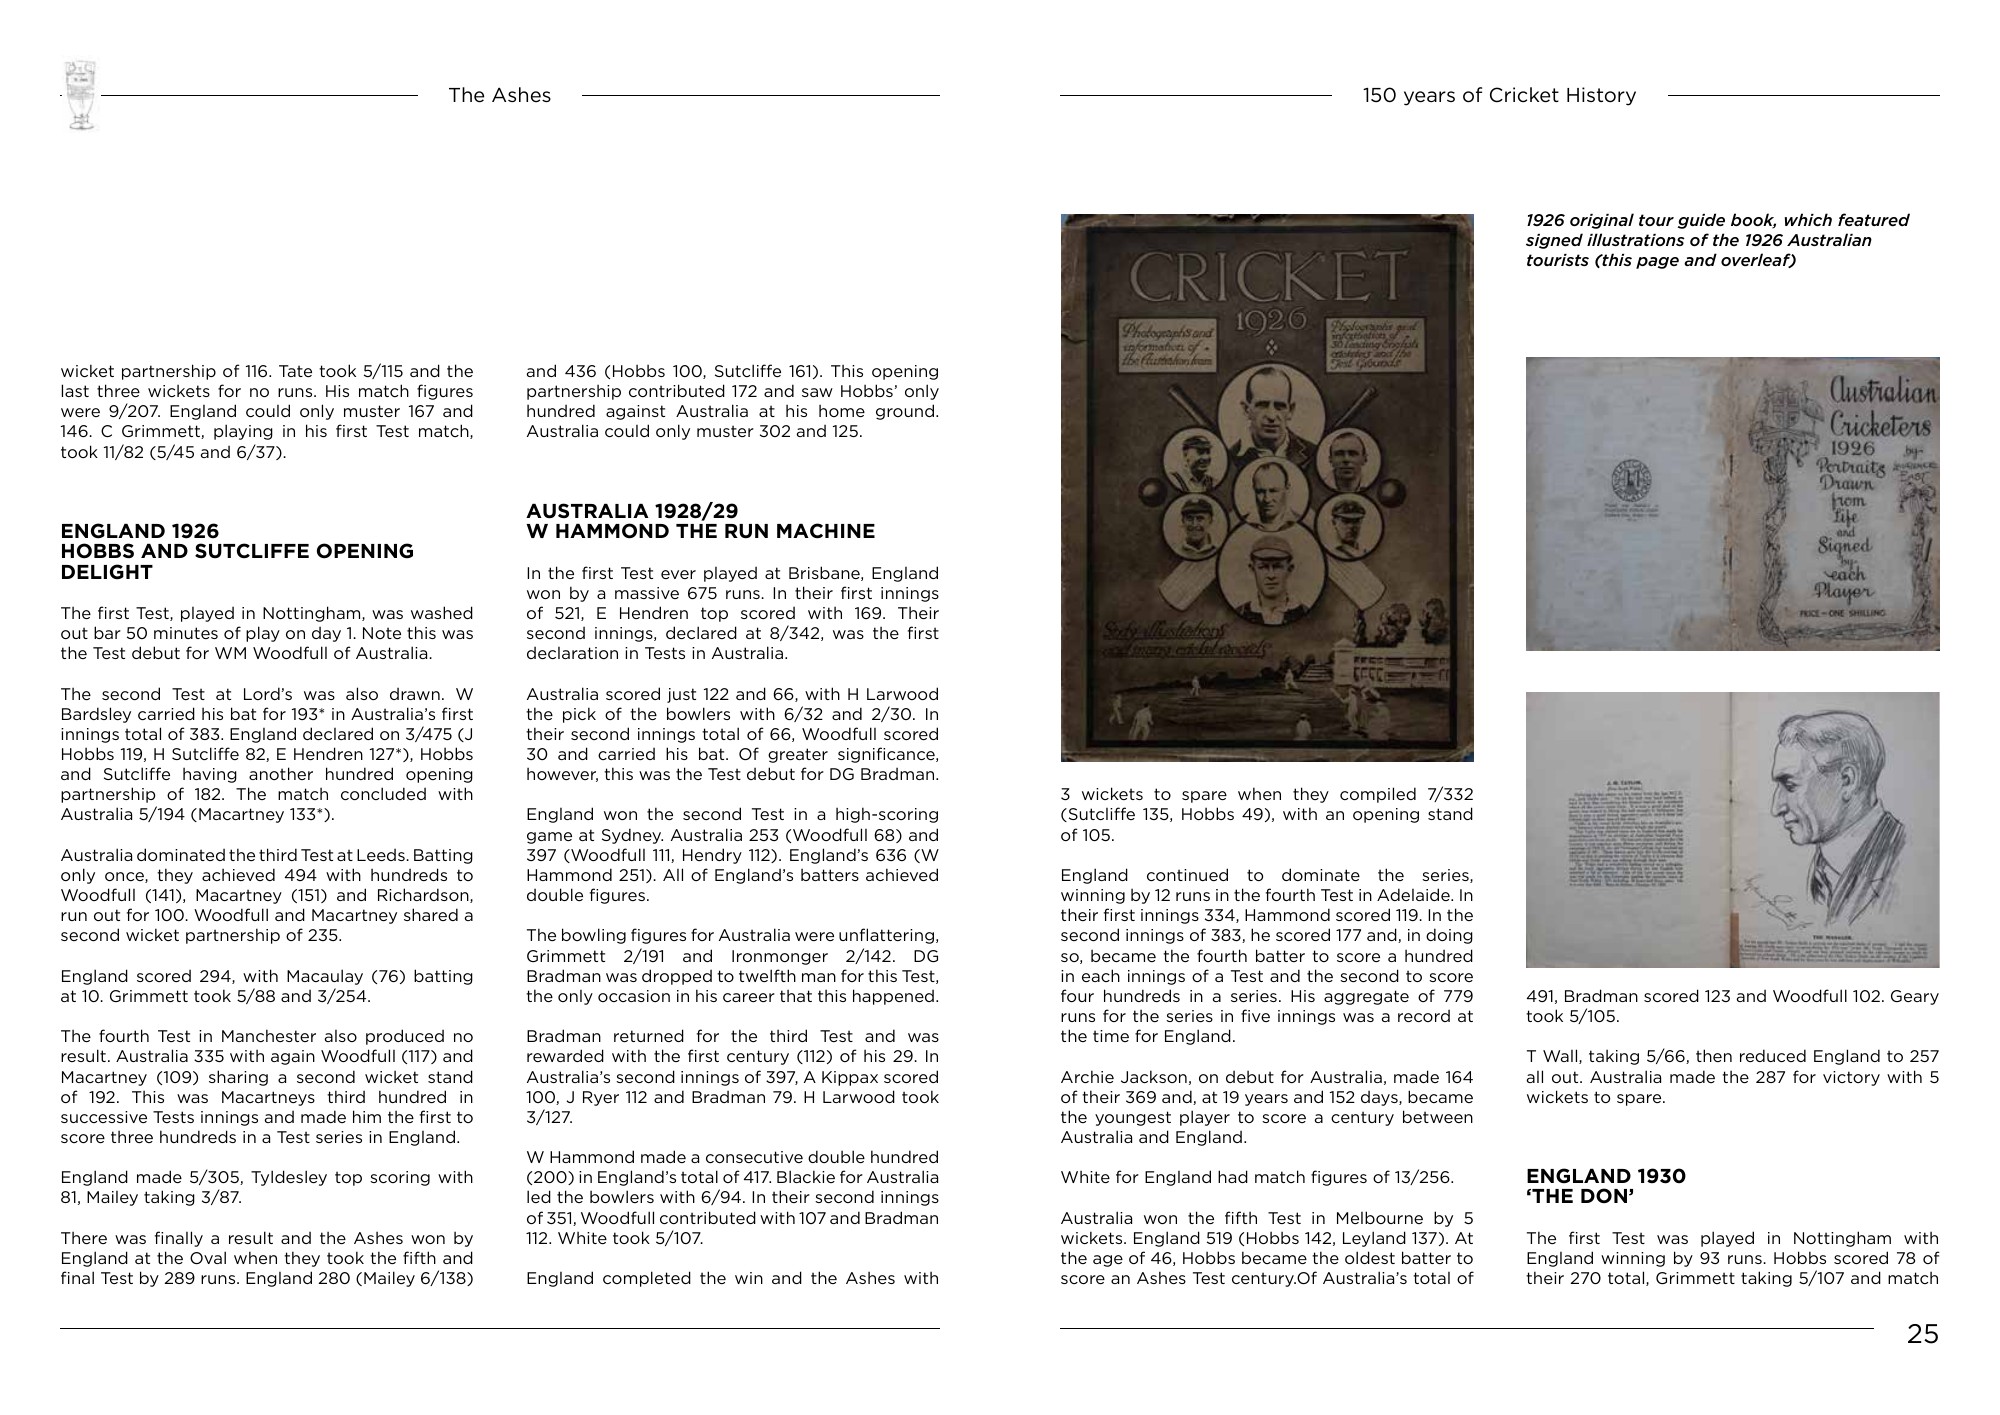 The Ashes
wicket partnership of 116. Tate took 5/115 and the
last three wickets for no runs. His match figures
were 9/207. England could only muster 167 and
146. C Grimmett, playing in his first Test match,
took 11/82 (5/45 and 6/37).
ENGLAND 1926
HOBBS AND SUTCLIFFE OPENING
DELIGHT
The first Test, played in Nottingham, was washed
out bar 50 minutes of play on day 1. Note this was
the Test debut for WM Woodfull of Australia.
The second Test at Lord's was also drawn. W
Bardsley carried his bat for 193* in Australia's first
innings total of 383. England declared on 3/475 (J
Hobbs 119, H Sutcliffe 82, E Hendren 127*), Hobbs
and Sutcliffe having another hundred opening
partnership of 182. The match concluded with
Australia 5/194 (Macartney 133*).
Australia dominated the third Test at Leeds. Batting
only once, they achieved 494 with hundreds to
Woodfull (141), Macartney (151) and Richardson,
run out for 100. Woodfull and Macartney shared a
second wicket partnership of 235.
England scored 294, with Macaulay (76) batting
at 10. Grimmett took 5/88 and 3/254.
The fourth Test in Manchester also produced no
result. Australia 335 with again Woodfull (117) and
Macartney (109) sharing a second wicket stand
of 192. This was Macartneys third hundred in
successive Tests innings and made him the first to
score three hundreds in a Test series in England.
England made 5/305, Tyldesley top scoring with
81, Mailey taking 3/87.
There was finally a result and the Ashes won by
England at the Oval when they took the fifth and
final Test by 289 runs. England 280 (Mailey 6/138)
and 436 (Hobbs 100, Sutcliffe 161). This opening
partnership contributed 172 and saw Hobbs' only
hundred against Australia at his home ground.
Australia could only muster 302 and 125.
AUSTRALIA 1928/29
W HAMMOND THE RUN MACHINE
In the first Test ever played at Brisbane, England
won by a massive 675 runs. In their first innings
of 521, E Hendren top scored with 169. Their
second innings, declared at 8/342, was the first
declaration in Tests in Australia.
Australia scored just 122 and 66, with H Larwood
the pick of the bowlers with 6/32 and 2/30. In
their second innings total of 66, Woodfull scored
30 and carried his bat. Of greater significance,
however, this was the Test debut for DG Bradman.
England won the second Test in a high-scoring
game at Sydney. Australia 253 (Woodfull 68) and
397 (Woodfull 111, Hendry 112). England's 636 (W
Hammond 251). All of England's batters achieved
double figures.
The bowling figures for Australia were unflattering,
Grimmett 2/191 and Ironmonger 2/142. DG
Bradman was dropped to twelfth man for this Test,
the only occasion in his career that this happened.
Bradman returned for the third Test and was
rewarded with the first century (112) of his 29. In
Australia's second innings of 397, A Kippax scored
100, J Ryer 112 and Bradman 79. H Larwood took
3/127.
W Hammond made a consecutive double hundred
(200) in England's total of 417. Blackie for Australia
led the bowlers with 6/94. In their second innings
of 351, Woodfull contributed with 107 and Bradman
112. White took 5/107.
England completed the win and the Ashes with
150 years of Cricket History
CRICKET
1926
Photographs and
information of
the Australian team
Photographs and
information of
30 leading English
cricketers and the
Test Grounds
Sixty illustrations
and many cricket records
3 wickets to spare when they compiled 7/332
(Sutcliffe 135, Hobbs 49), with an opening stand
of 105.
England continued to dominate the series,
winning by 12 runs in the fourth Test in Adelaide. In
their first innings 334, Hammond scored 119. In the
second innings of 383, he scored 177 and, in doing
so, became the fourth batter to score a hundred
in each innings of a Test and the second to score
four hundreds in a series. His aggregate of 779
runs for the series in five innings was a record at
the time for England.
Archie Jackson, on debut for Australia, made 164
of their 369 and, at 19 years and 152 days, became
the youngest player to score a century between
Australia and England.
White for England had match figures of 13/256.
Australia won the fifth Test in Melbourne by 5
wickets. England 519 (Hobbs 142, Leyland 137). At
the age of 46, Hobbs became the oldest batter to
score an Ashes Test century.Of Australia's total of
1926 original tour guide book, which featured
signed illustrations of the 1926 Australian
tourists (this page and overleaf)
Australian
Cricketers
1926
by
Portraits
Drawn
from
Life
and
Signed
by
each
Player
PRICE - ONE SHILLING
J. M. TAYLOR.
THE MANAGER.
491, Bradman scored 123 and Woodfull 102. Geary
took 5/105.
T Wall, taking 5/66, then reduced England to 257
all out. Australia made the 287 for victory with 5
wickets to spare.
ENGLAND 1930
'THE DON'
The first Test was played in Nottingham with
England winning by 93 runs. Hobbs scored 78 of
their 270 total, Grimmett taking 5/107 and match
25